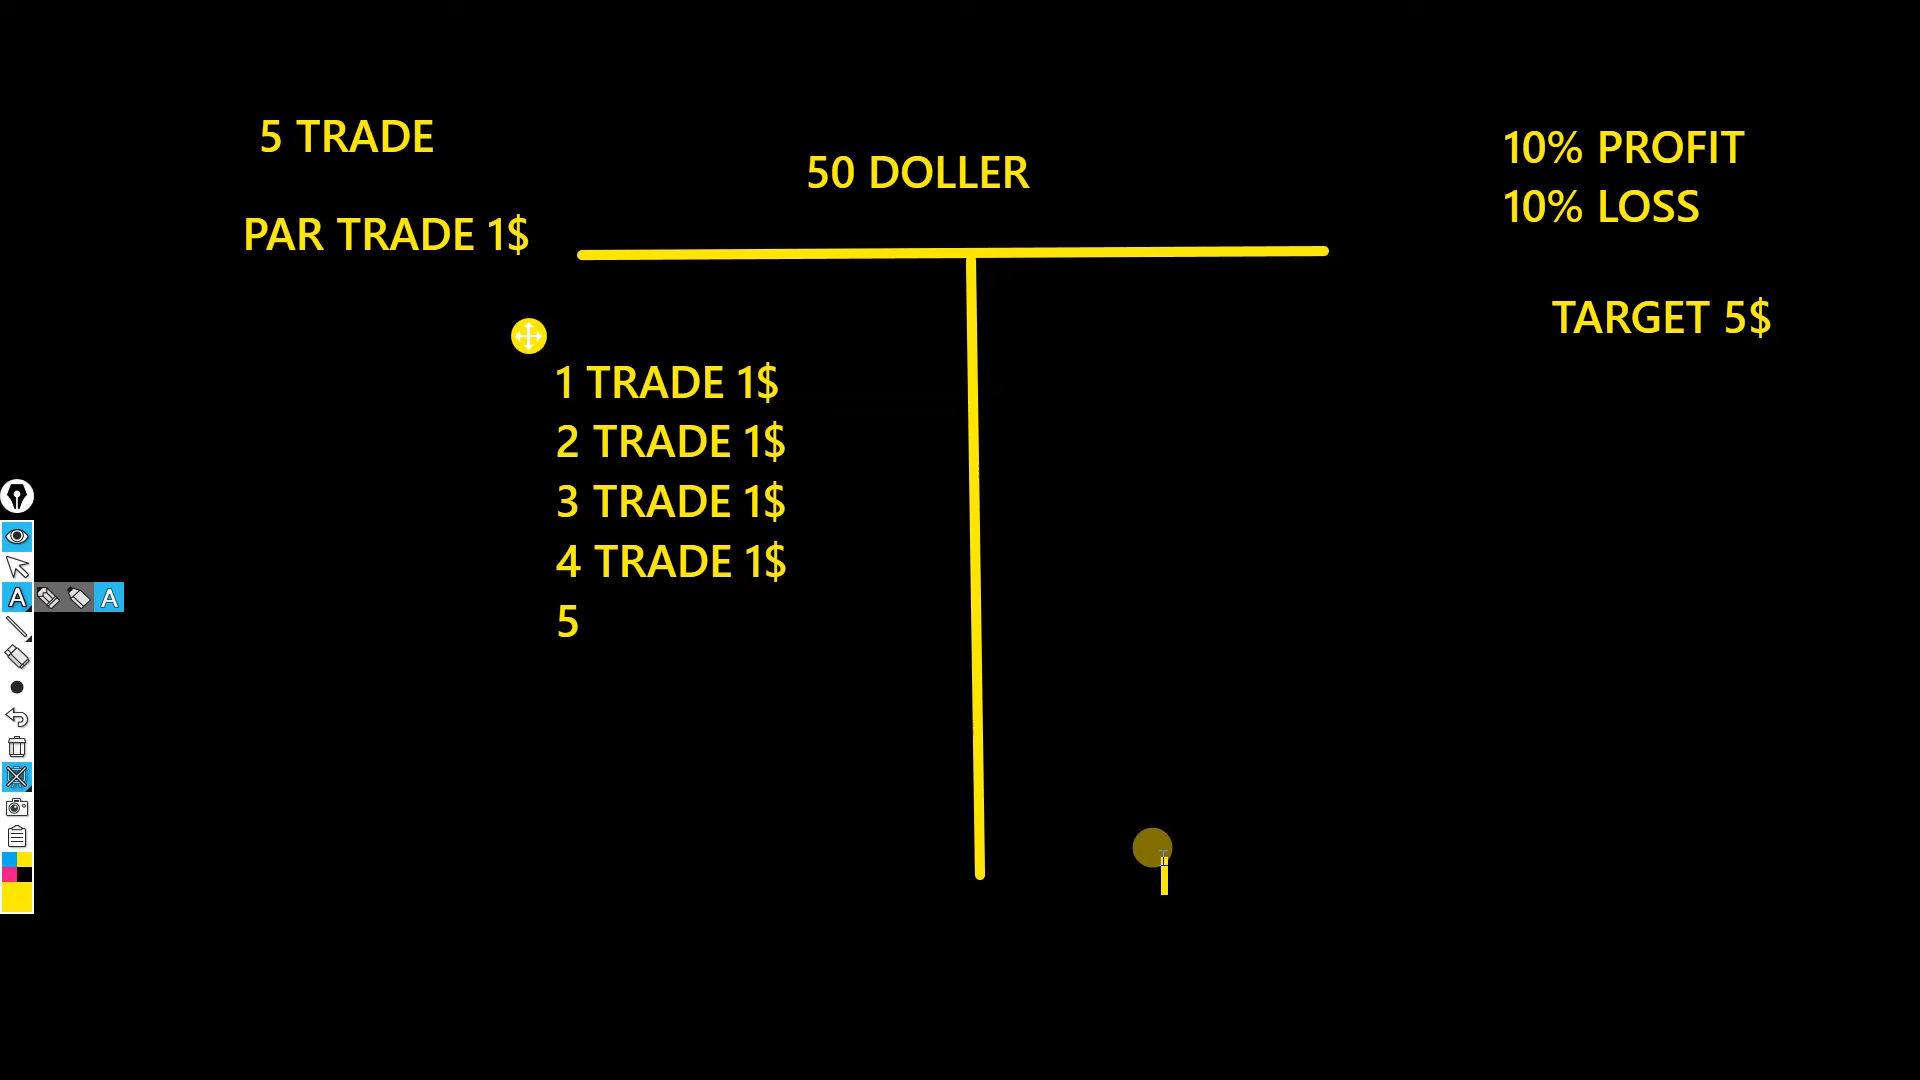 5 TRADE
PAR TRADE 1$
50 DOLLER
10% PROFIT
10% LOSS
TARGET 5$
1 TRADE 1$
2 TRADE 1$
3 TRADE 1$
4 TRADE 1$
5
A
A